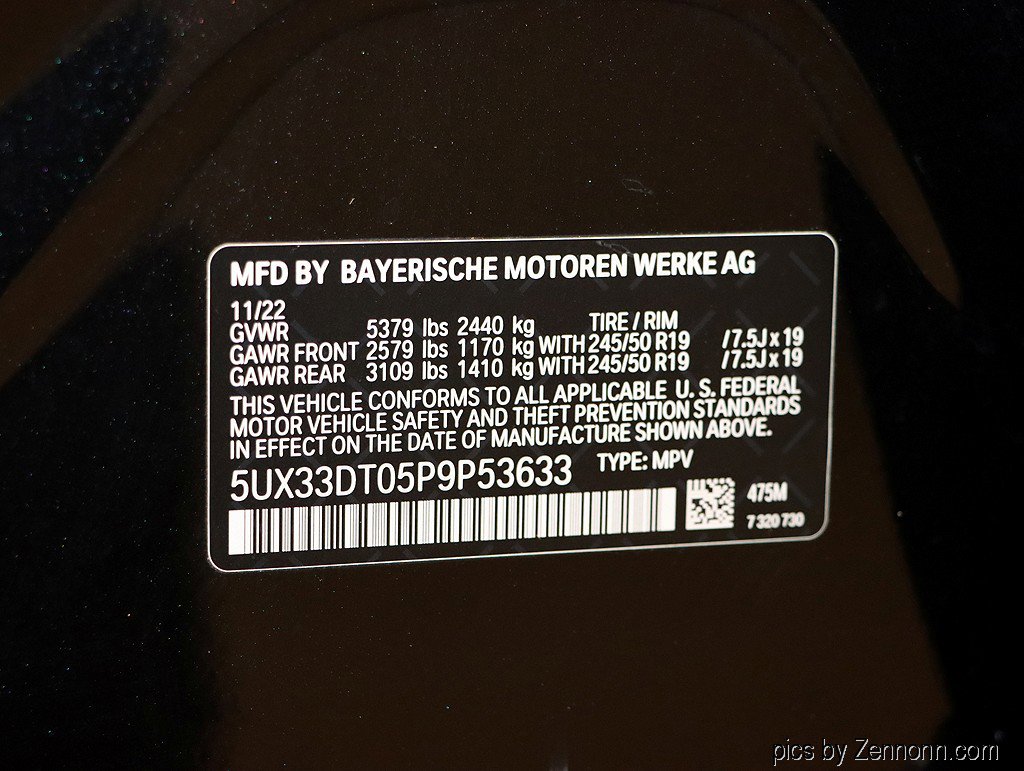 MFD BY BAYERISCHE MOTOREN WERKE AG
11/22
GVWR 5379 lbs 2440 kg TIRE / RIM
GAWR FRONT 2579 lbs 1170 kg WITH 245/50 R19 /7.5J x 19
GAWR REAR 3109 lbs 1410 kg WITH 245/50 R19 /7.5J x 19
THIS VEHICLE CONFORMS TO ALL APPLICABLE U. S. FEDERAL
MOTOR VEHICLE SAFETY AND THEFT PREVENTION STANDARDS
IN EFFECT ON THE DATE OF MANUFACTURE SHOWN ABOVE.
5UX33DT05P9P53633 TYPE: MPV
475M
7 320 730
pics by Zennonn.com